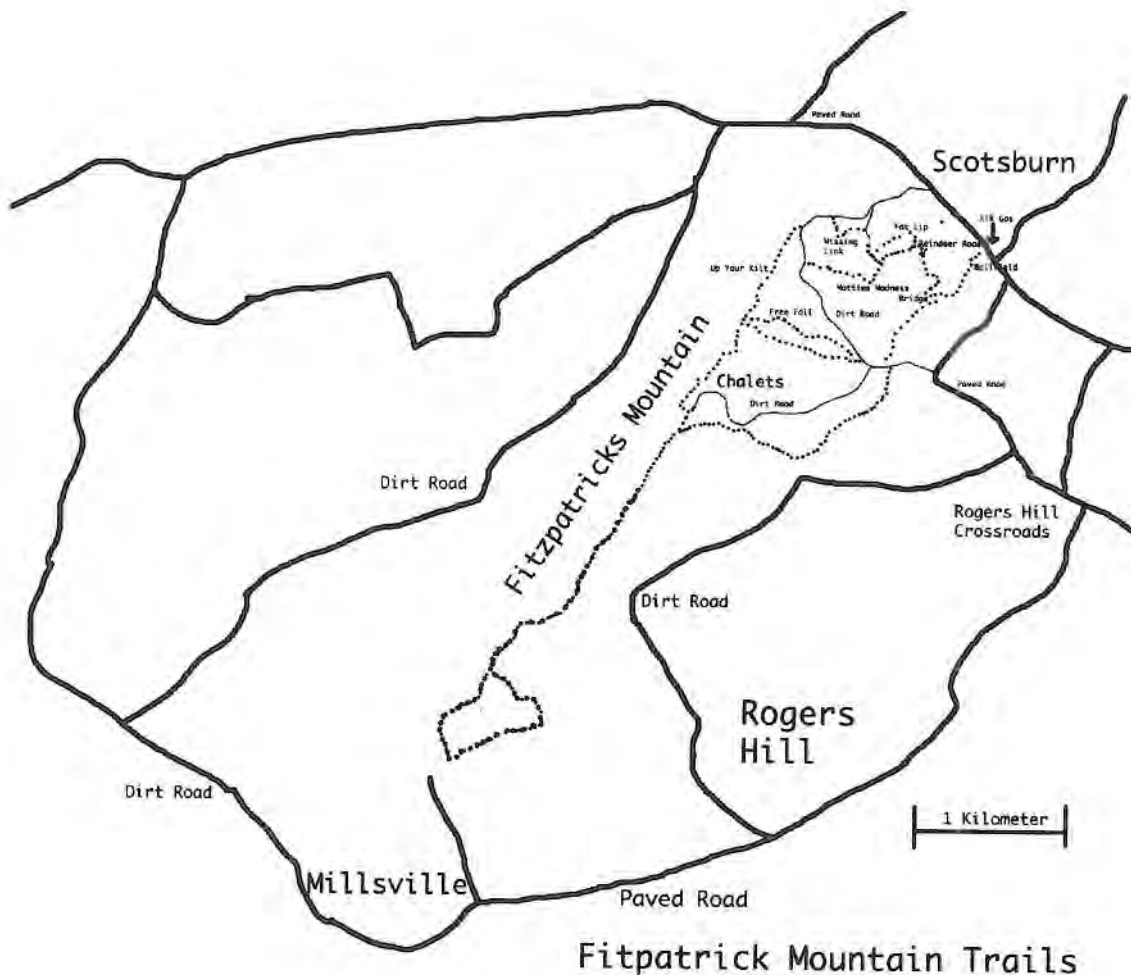 Paved Road
Scotsburn
Fat Lip
Missing
Link
Reindeer Road
Up Your Kilt
Matties Madness
Bridge
Free Fall
Dirt Road
Chalets
Dirt Road
Paved Road
Fitzpatricks Mountain
Dirt Road
Rogers Hill
Crossroads
Dirt Road
Rogers
Hill
Dirt Road
1 Kilometer
Millsville
Paved Road
Fitpatrick Mountain Trails